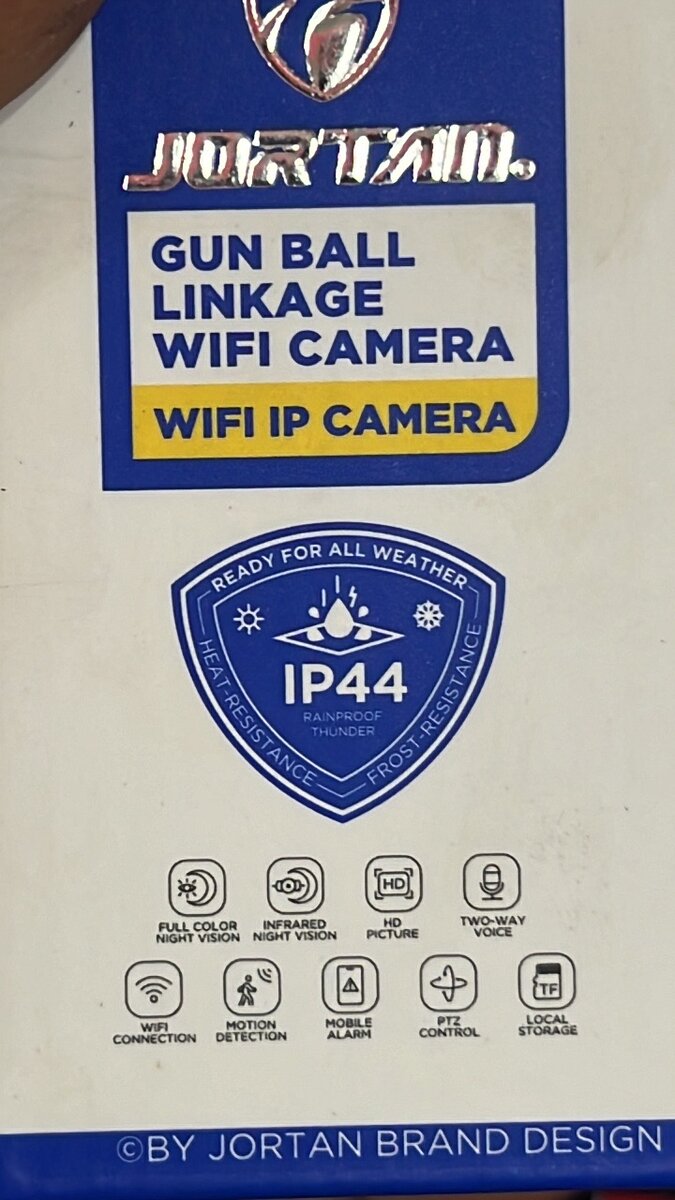 JORTAN.
GUN BALL
LINKAGE
WIFI CAMERA
WIFI IP CAMERA
READY FOR ALL WEATHER
HEAT-RESISTANCE
FROST-RESISTANCE
IP44
RAINPROOF
THUNDER
HD
FULL COLOR
NIGHT VISION
INFRARED
NIGHT VISION
HD
PICTURE
TWO-WAY
VOICE
TF
WIFI
CONNECTION
MOTION
DETECTION
MOBILE
ALARM
PTZ
CONTROL
LOCAL
STORAGE
©BY JORTAN BRAND DESIGN